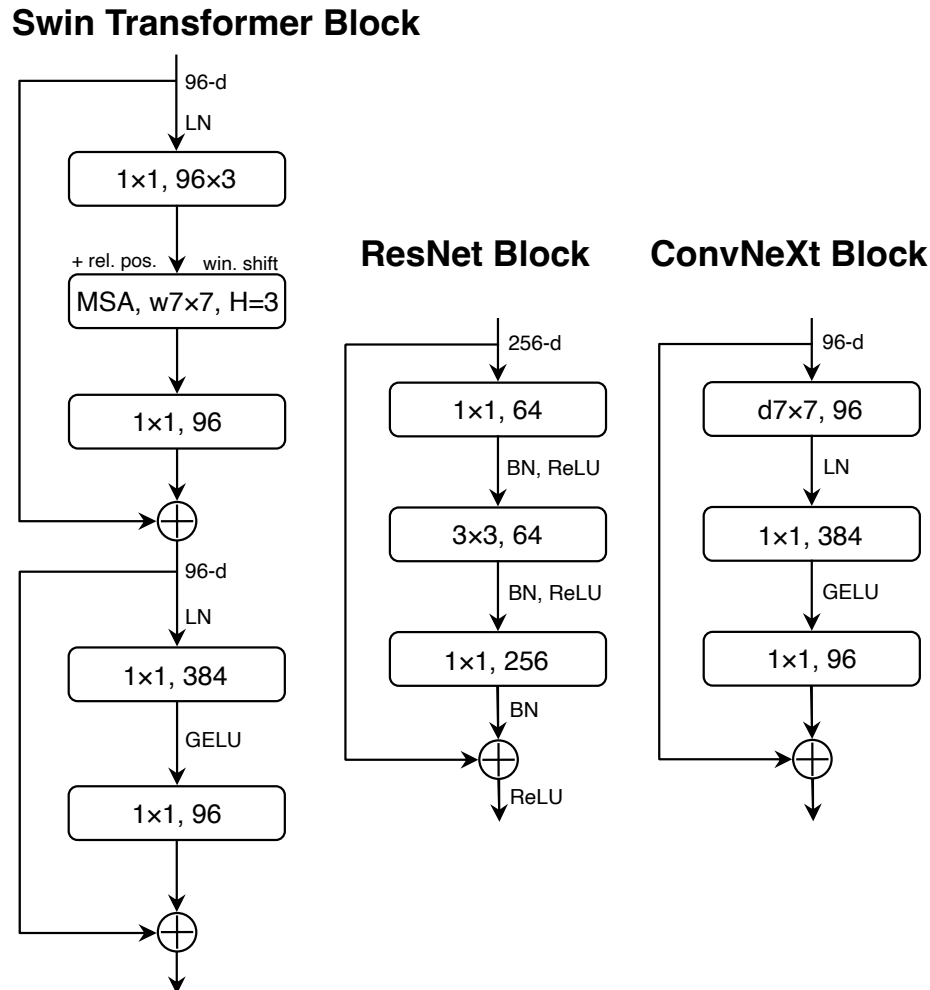 Swin Transformer Block
96-d
LN
1×1, 96×3
+ rel. pos.
win. shift
MSA, w7×7, H=3
1×1, 96
96-d
LN
1×1, 384
GELU
1×1, 96
ResNet Block
256-d
1×1, 64
BN, ReLU
3×3, 64
BN, ReLU
1×1, 256
BN
ReLU
ConvNeXt Block
96-d
d7×7, 96
LN
1×1, 384
GELU
1×1, 96